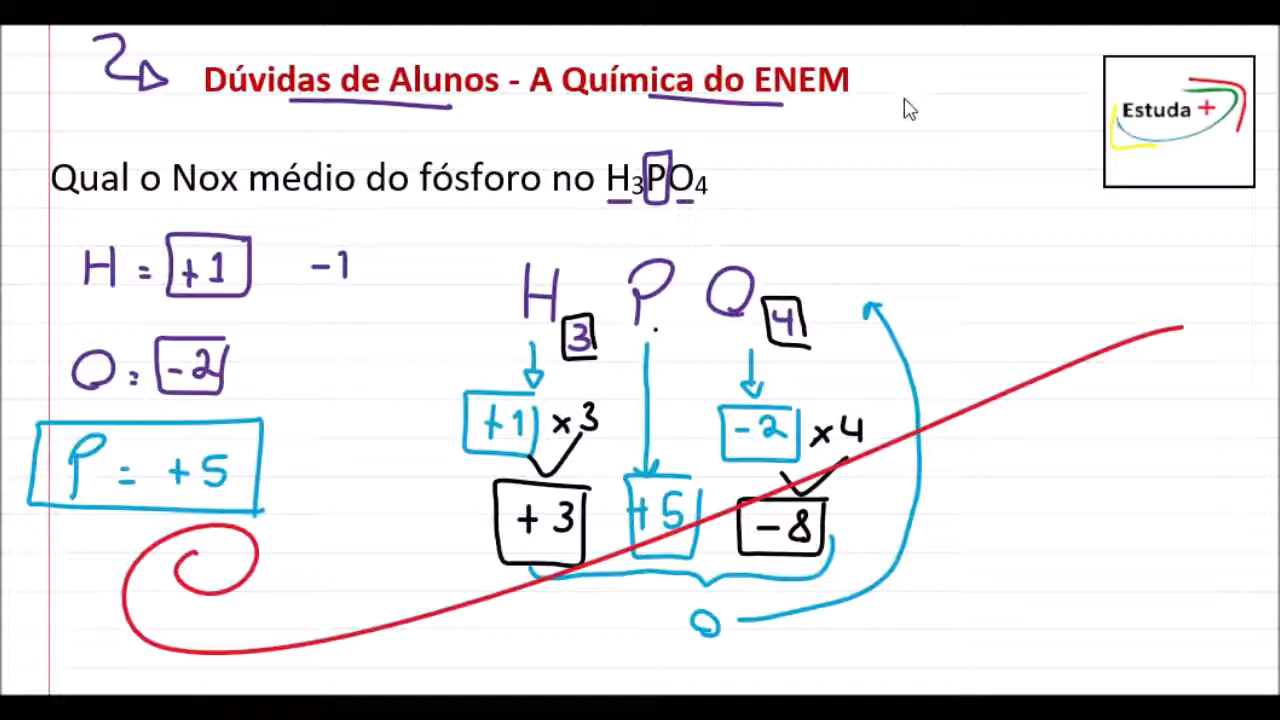 Dúvidas de Alunos - A Química do ENEM
Estuda +
Qual o Nox médio do fósforo no H₃PO₄
H = +1 -1
H₃ P O₄
O = -2
+1 x3 -2 x4
P = +5
+3 +5 -8
0